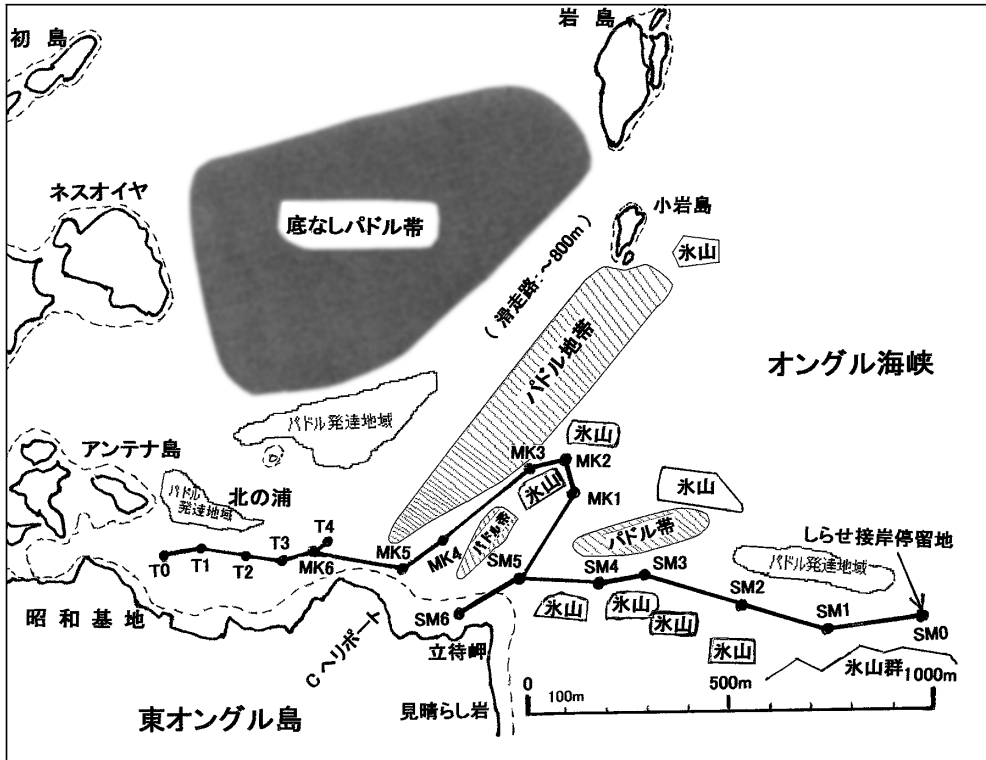 初島
岩島
ネスオイヤ
底なしパドル帯
小岩島
氷山
(滑走路:~800m)
パドル地帯
オングル海峡
パドル発達地域
アンテナ島
北の浦
パドル
発達地域
氷山
MK3
MK2
氷山
MK1
氷山
パドル帯
T4
T3
T1
T0
T2
MK6
MK5
MK4
パドル帯
SM5
しらせ接岸停留地
パドル発達地域
SM4
SM3
SM2
SM1
SM0
昭和基地
SM6
氷山
氷山
氷山
氷山
氷山群
Cヘリポート
立待岬
見晴らし岩
東オングル島
0
100m
500m
1000m